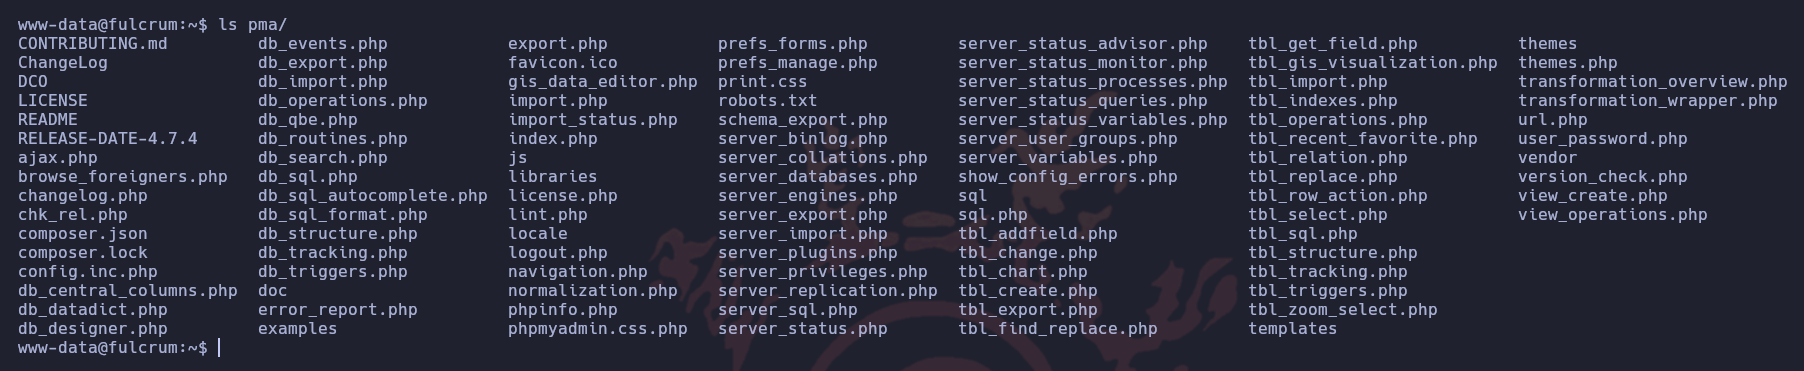 www-data@fulcrum:~$ ls pma/
CONTRIBUTING.md db_events.php export.php prefs_forms.php server_status_advisor.php tbl_get_field.php themes
ChangeLog db_export.php favicon.ico prefs_manage.php server_status_monitor.php tbl_gis_visualization.php themes.php
DCO db_import.php gis_data_editor.php print.css server_status_processes.php tbl_import.php transformation_overview.php
LICENSE db_operations.php import.php robots.txt server_status_queries.php tbl_indexes.php transformation_wrapper.php
README db_qbe.php import_status.php schema_export.php server_status_variables.php tbl_operations.php url.php
RELEASE-DATE-4.7.4 db_routines.php index.php server_binlog.php server_user_groups.php tbl_recent_favorite.php user_password.php
ajax.php db_search.php js server_collations.php server_variables.php tbl_relation.php vendor
browse_foreigners.php db_sql.php libraries server_databases.php show_config_errors.php tbl_replace.php version_check.php
changelog.php db_sql_autocomplete.php license.php server_engines.php sql tbl_row_action.php view_create.php
chk_rel.php db_sql_format.php lint.php server_export.php sql.php tbl_select.php view_operations.php
composer.json db_structure.php locale server_import.php tbl_addfield.php tbl_sql.php
composer.lock db_tracking.php logout.php server_plugins.php tbl_change.php tbl_structure.php
config.inc.php db_triggers.php navigation.php server_privileges.php tbl_chart.php tbl_tracking.php
db_central_columns.php doc normalization.php server_replication.php tbl_create.php tbl_triggers.php
db_datadict.php error_report.php phpinfo.php server_sql.php tbl_export.php tbl_zoom_select.php
db_designer.php examples phpmyadmin.css.php server_status.php tbl_find_replace.php templates
www-data@fulcrum:~$